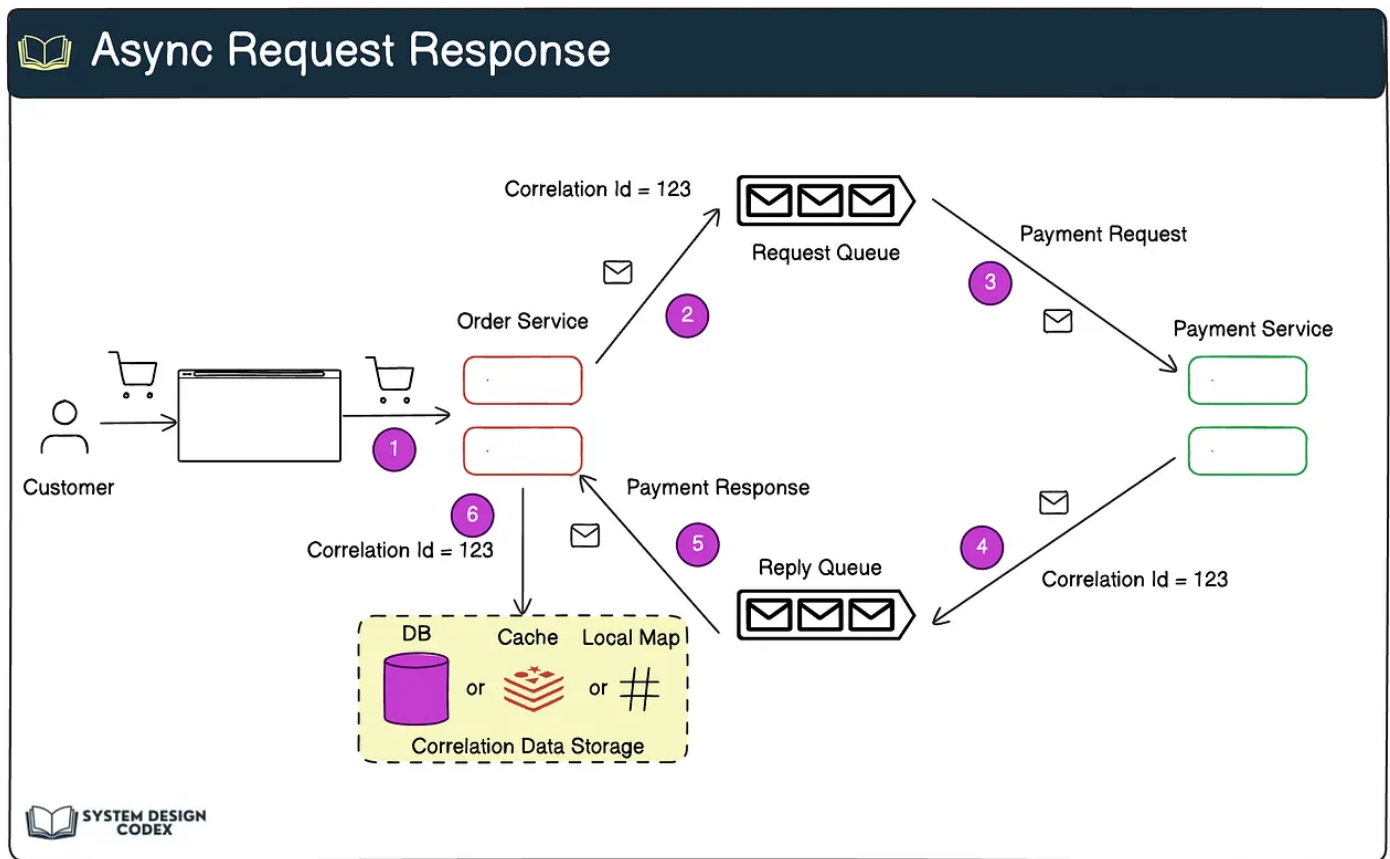 Async Request Response
Correlation Id = 123
Request Queue
Payment Request
3
2
Order Service
Payment Service
1
Customer
Payment Response
6
Correlation Id = 123
5
4
Reply Queue
Correlation Id = 123
DB
Cache
Local Map
or
or
#
Correlation Data Storage
SYSTEM DESIGN
CODEX